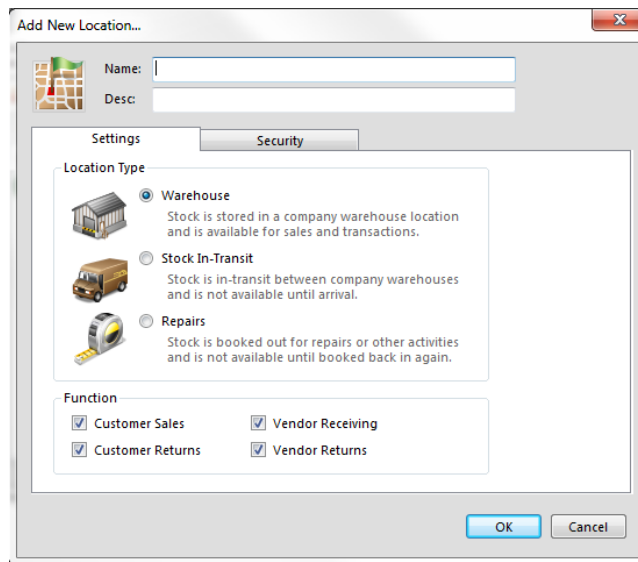 Add New Location...
Name:
Desc:
Settings
Security
Location Type
Warehouse
Stock is stored in a company warehouse location
and is available for sales and transactions.
Stock In-Transit
Stock is in-transit between company warehouses
and is not available until arrival.
Repairs
Stock is booked out for repairs or other activities
and is not available until booked back in again.
Function
Customer Sales
Vendor Receiving
Customer Returns
Vendor Returns
OK
Cancel